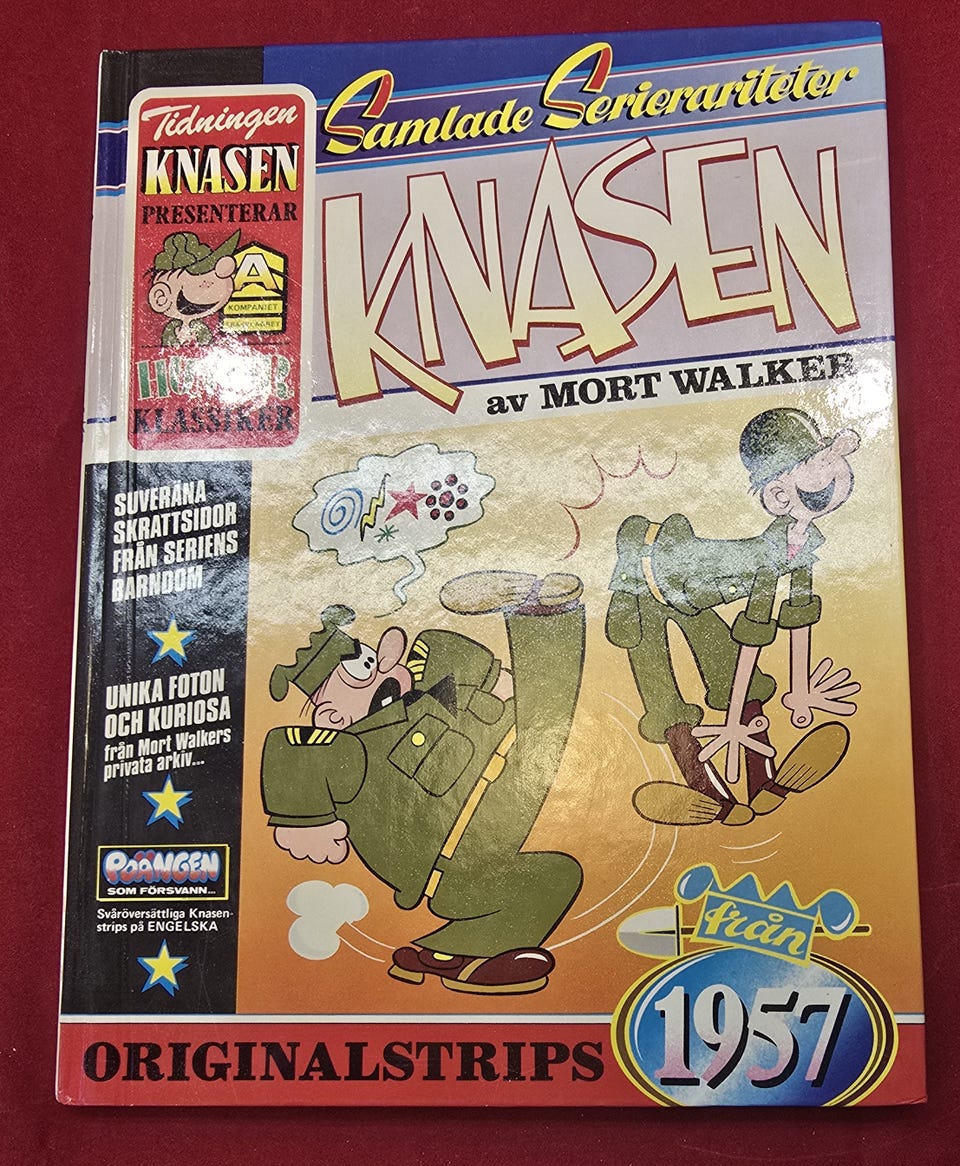 Tidningen
KNASEN
PRESENTERAR
A
KOMPANIET
KLASSIKER
Samlade Serierariteter
KNASEN
av MORT WALKER
SUVERÄNA
SKRATTSIDOR
FRÅN SERIENS
BARNDOM
UNIKA FOTON
OCH KURIOSA
från Mort Walkers
privata arkiv...
POÄNGEN
SOM FÖRSVANN...
Svåröversättliga Knasen-
strips på ENGELSKA
från
1957
ORIGINALSTRIPS